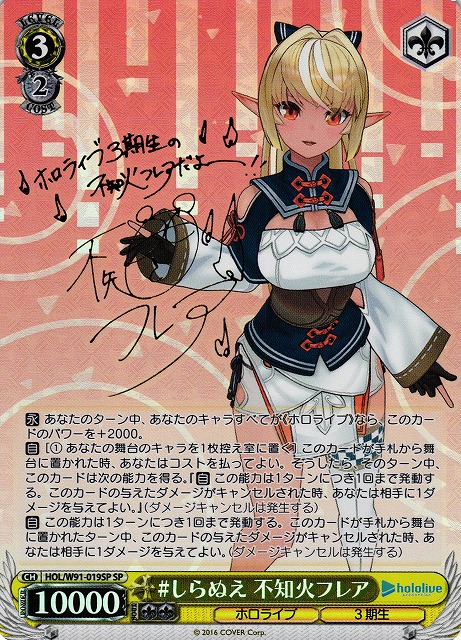 LEVEL
3
2
COST
ホロライブ3期生の
不知火フレアだよー!!
不知火
フレア
永 あなたのターン中、あなたのキャラすべてが《ホロライブ》なら、このカー
ドのパワーを+2000。
自 [① あなたの舞台のキャラを1枚控え室に置く] このカードが手札から舞
台に置かれた時、あなたはコストを払ってよい。そうしたら、そのターン中、
このカードは次の能力を得る。『自 この能力は1ターンにつき1回まで発動す
る。このカードの与えたダメージがキャンセルされた時、あなたは相手に1ダ
メージを与えてよい。』(ダメージキャンセルは発生する)
自 この能力は1ターンにつき1回まで発動する。このカードが手札から舞
台に置かれたターン中、このカードの与えたダメージがキャンセルされた
時、あなたは相手に1ダメージを与えてよい。(ダメージキャンセルは発生する)
CH HOL/W91-019SP SP
POWER
10000
#しらぬえ 不知火フレア
hololive
ホロライブ
3期生
© 2016 COVER Corp.